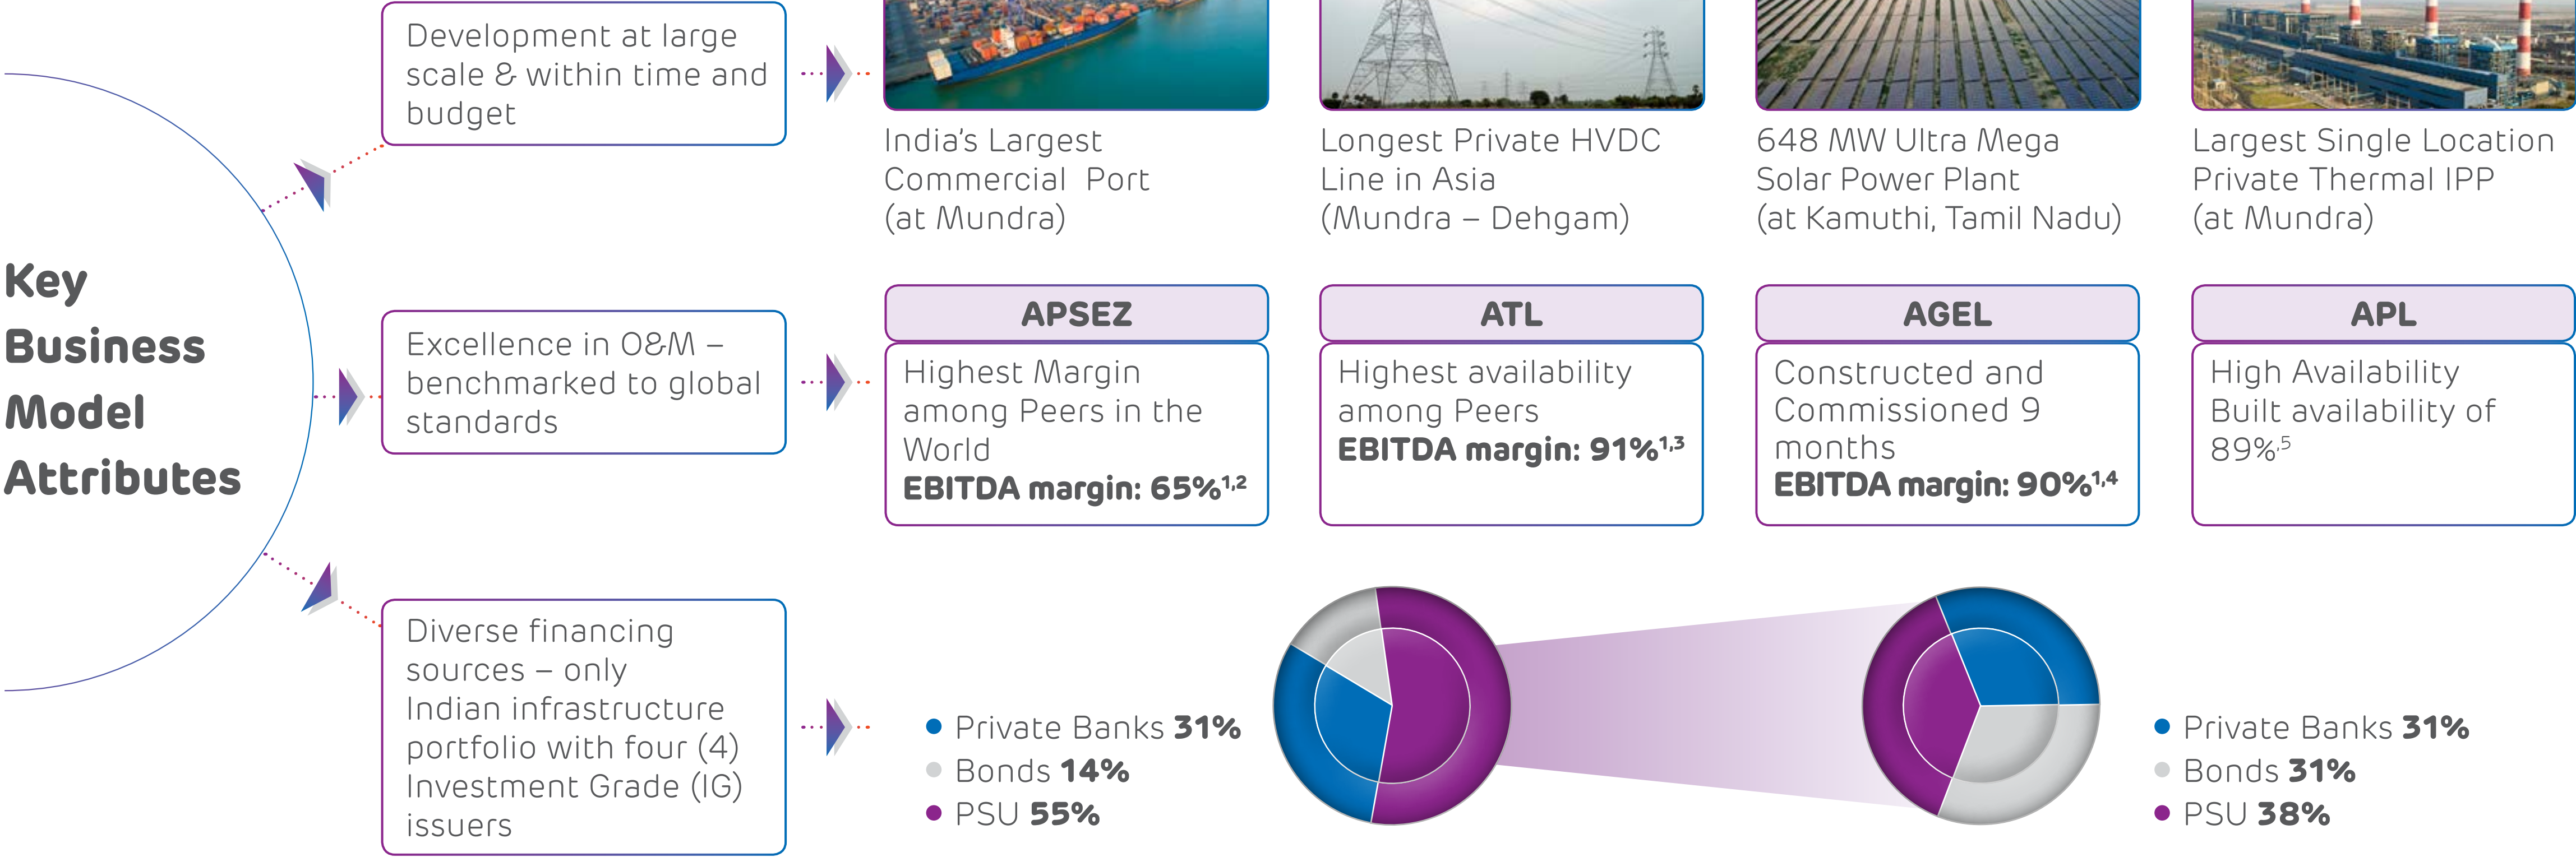 Key
Business
Model
Attributes
Development at large
scale & within time and
budget
India's Largest
Commercial Port
(at Mundra)
Longest Private HVDC
Line in Asia
(Mundra – Dehgam)
648 MW Ultra Mega
Solar Power Plant
(at Kamuthi, Tamil Nadu)
Largest Single Location
Private Thermal IPP
(at Mundra)
Excellence in O&M –
benchmarked to global
standards
APSEZ
Highest Margin
among Peers in the
World
EBITDA margin: 65%1,2
ATL
Highest availability
among Peers
EBITDA margin: 91%1,3
AGEL
Constructed and
Commissioned 9
months
EBITDA margin: 90%1,4
APL
High Availability
Built availability of
89%,5
Diverse financing
sources – only
Indian infrastructure
portfolio with four (4)
Investment Grade (IG)
issuers
Private Banks 31%
Bonds 14%
PSU 55%
Private Banks 31%
Bonds 31%
PSU 38%